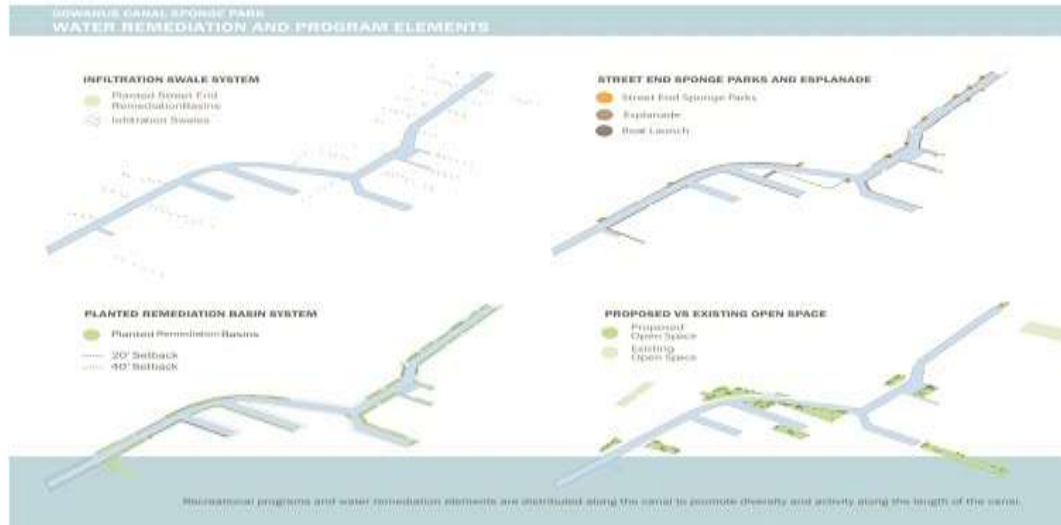 GOWANUS CANAL SPONGE PARK
WATER REMEDIATION AND PROGRAM ELEMENTS
INFILTRATION SWALE SYSTEM
Planted Street End
Remediation Basins
Infiltration Swales
STREET END SPONGE PARKS AND ESPLANADE
Street End Sponge Parks
Esplanade
Boat Launch
PLANTED REMEDIATION BASIN SYSTEM
Planted Remediation Basins
20' Setback
40' Setback
PROPOSED VS EXISTING OPEN SPACE
Proposed
Open Space
Existing
Open Space
Recreational programs and water remediation elements are distributed along the canal to promote diversity and activity along the length of the canal.